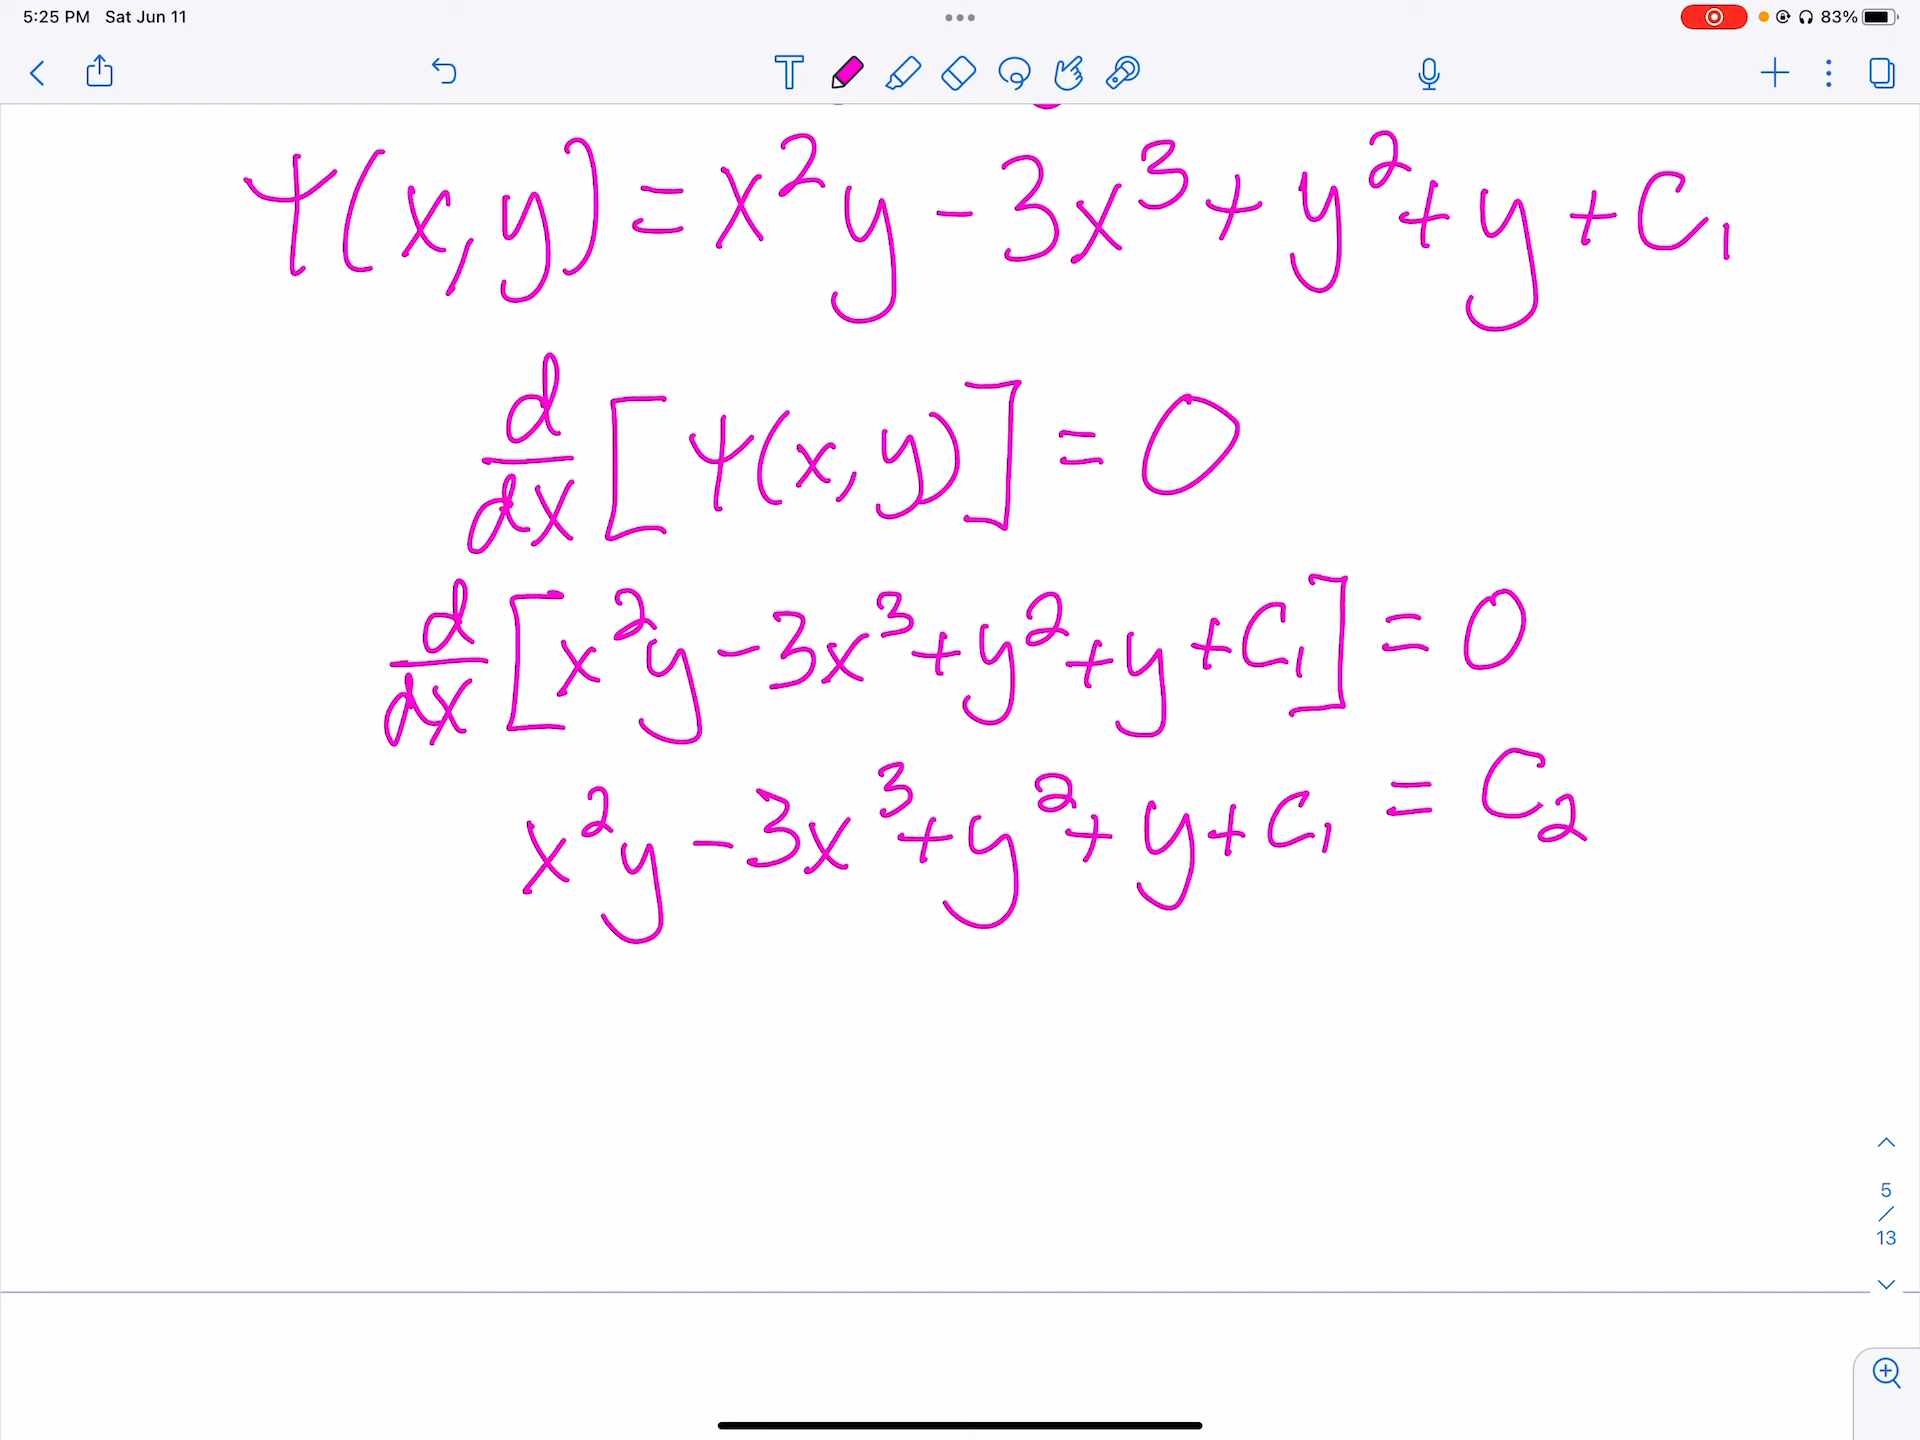 5:25 PM Sat Jun 11
83%
T
Ψ(x,y) = x²y - 3x³ + y² + y + C₁
d/dx [Ψ(x,y)] = 0
d/dx [x²y - 3x³ + y² + y + C₁] = 0
x²y - 3x³ + y² + y + C₁ = C₂
5
/
13